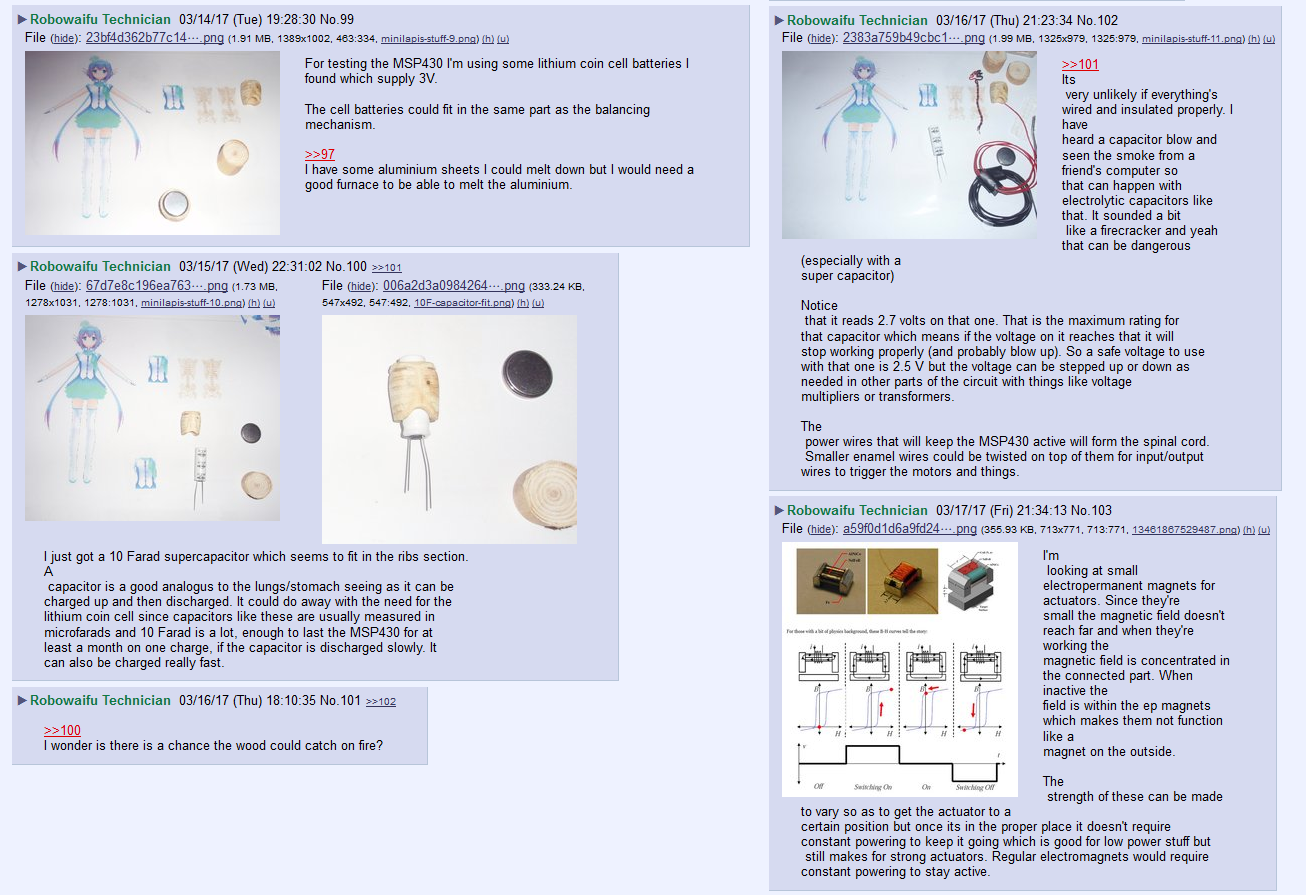 ▶ Robowaifu Technician 03/14/17 (Tue) 19:28:30 No.99
File (hide): 23bf4d362b77c14···.png (1.91 MB, 1389x1002, 463:334, minilapis-stuff-9.png) (h) (u)
For testing the MSP430 I'm using some lithium coin cell batteries I
found which supply 3V.
The cell batteries could fit in the same part as the balancing
mechanism.
>>97
I have some aluminium sheets I could melt down but I would need a
good furnace to be able to melt the aluminium.
▶ Robowaifu Technician 03/15/17 (Wed) 22:31:02 No.100 >>101
File (hide): 67d7e8c196ea763···.png (1.73 MB,
1278x1031, 1278:1031, minilapis-stuff-10.png) (h) (u)
File (hide): 006a2d3a0984264···.png (333.24 KB,
547x492, 547:492, 10F-capacitor-fit.png) (h) (u)
I just got a 10 Farad supercapacitor which seems to fit in the ribs section.
A
capacitor is a good analogus to the lungs/stomach seeing as it can be
charged up and then discharged. It could do away with the need for the
lithium coin cell since capacitors like these are usually measured in
microfarads and 10 Farad is a lot, enough to last the MSP430 for at
least a month on one charge, if the capacitor is discharged slowly. It
can also be charged really fast.
▶ Robowaifu Technician 03/16/17 (Thu) 18:10:35 No.101 >>102
>>100
I wonder is there is a chance the wood could catch on fire?
▶ Robowaifu Technician 03/16/17 (Thu) 21:23:34 No.102
File (hide): 2383a759b49cbc1···.png (1.99 MB, 1325x979, 1325:979, minilapis-stuff-11.png) (h) (u)
>>101
Its
very unlikely if everything's
wired and insulated properly. I
have
heard a capacitor blow and
seen the smoke from a
friend's computer so
that can happen with
electrolytic capacitors like
that. It sounded a bit
like a firecracker and yeah
that can be dangerous
(especially with a
super capacitor)
Notice
that it reads 2.7 volts on that one. That is the maximum rating for
that capacitor which means if the voltage on it reaches that it will
stop working properly (and probably blow up). So a safe voltage to use
with that one is 2.5 V but the voltage can be stepped up or down as
needed in other parts of the circuit with things like voltage
multipliers or transformers.
The
power wires that will keep the MSP430 active will form the spinal cord.
Smaller enamel wires could be twisted on top of them for input/output
wires to trigger the motors and things.
▶ Robowaifu Technician 03/17/17 (Fri) 21:34:13 No.103
File (hide): a59f0d1d6a9fd24···.png (355.93 KB, 713x771, 713:771, 13461867529487.png) (h) (u)
For those with a bit of physics background, these B-H curves tell the story:
B B B B
H H H H
v
t
Off Switching On On Switching Off
I'm
looking at small
electropermanent magnets for
actuators. Since they're
small the magnetic field doesn't
reach far and when they're
working the
magnetic field is concentrated in
the connected part. When
inactive the
field is within the ep magnets
which makes them not function
like a
magnet on the outside.
The
strength of these can be made
to vary so as to get the actuator to a
certain position but once its in the proper place it doesn't require
constant powering to keep it going which is good for low power stuff but
still makes for strong actuators. Regular electromagnets would require
constant powering to stay active.